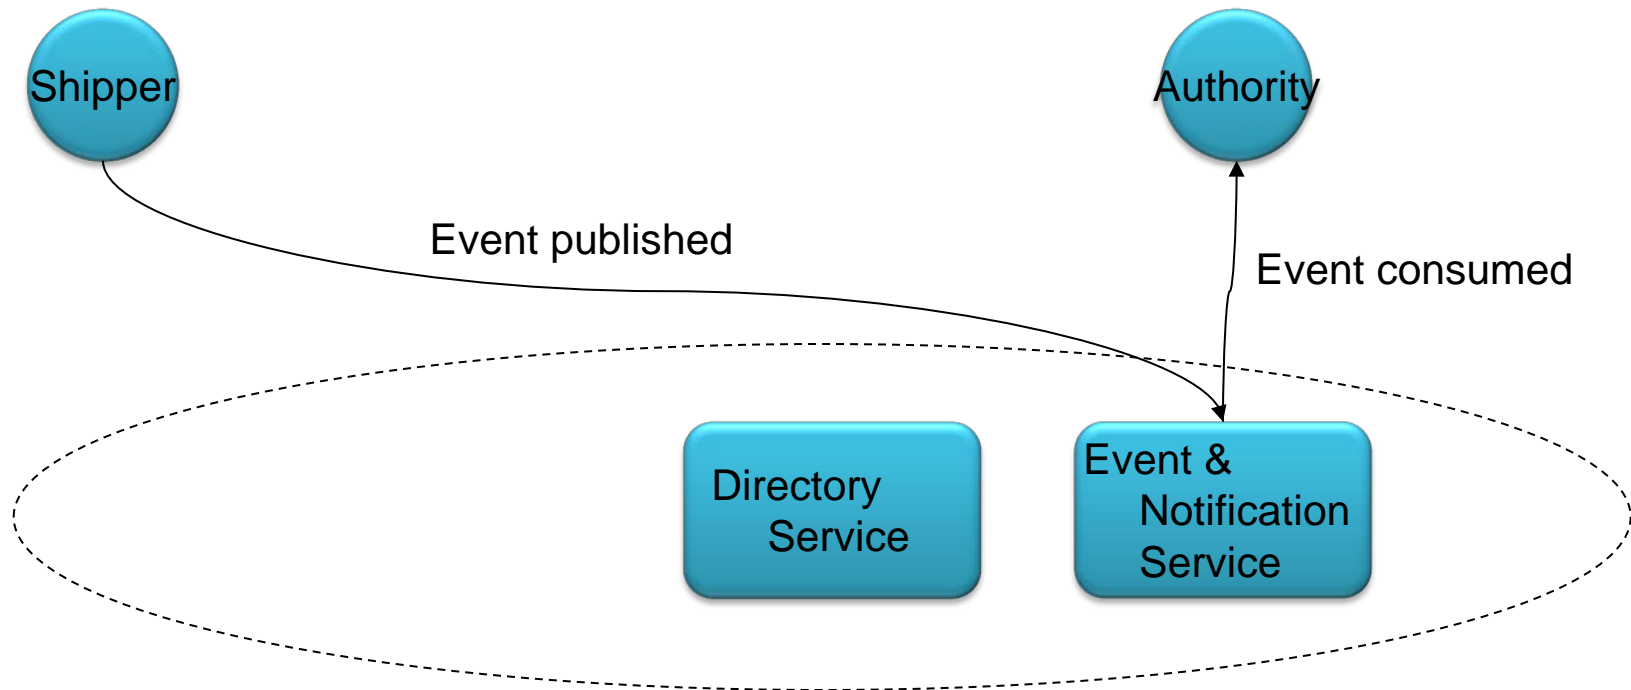 Shipper
Authority
Event published
Event consumed
Directory
Service
Event &
Notification
Service